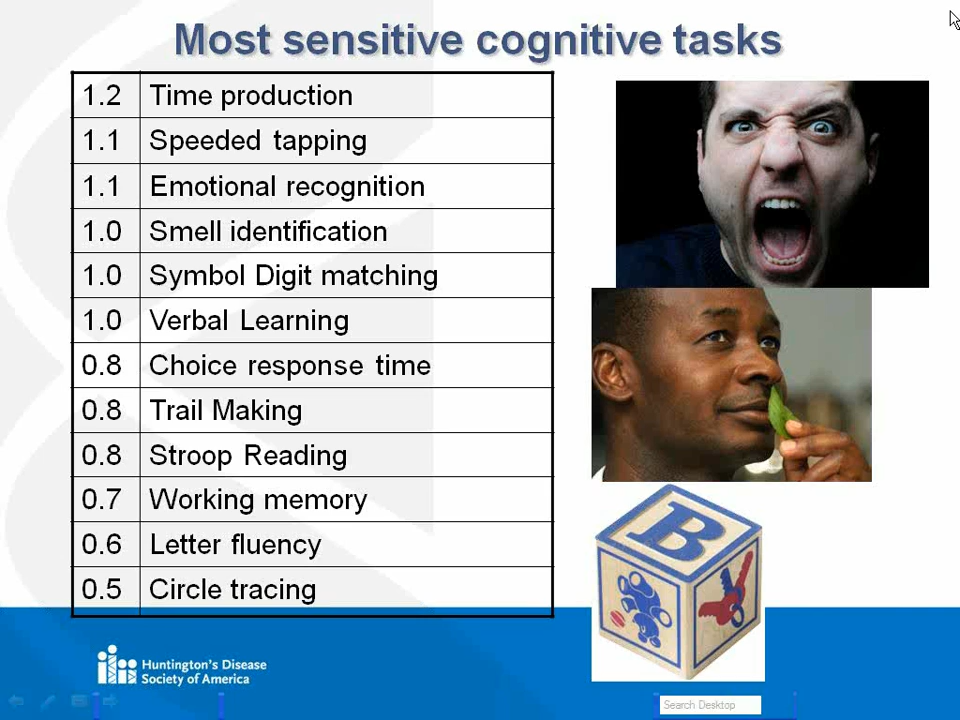 Most sensitive cognitive tasks
1.2 Time production
1.1 Speeded tapping
1.1 Emotional recognition
1.0 Smell identification
1.0 Symbol Digit matching
1.0 Verbal Learning
0.8 Choice response time
0.8 Trail Making
0.8 Stroop Reading
0.7 Working memory
0.6 Letter fluency
0.5 Circle tracing
B
Huntington's Disease
Society of America
Search Desktop